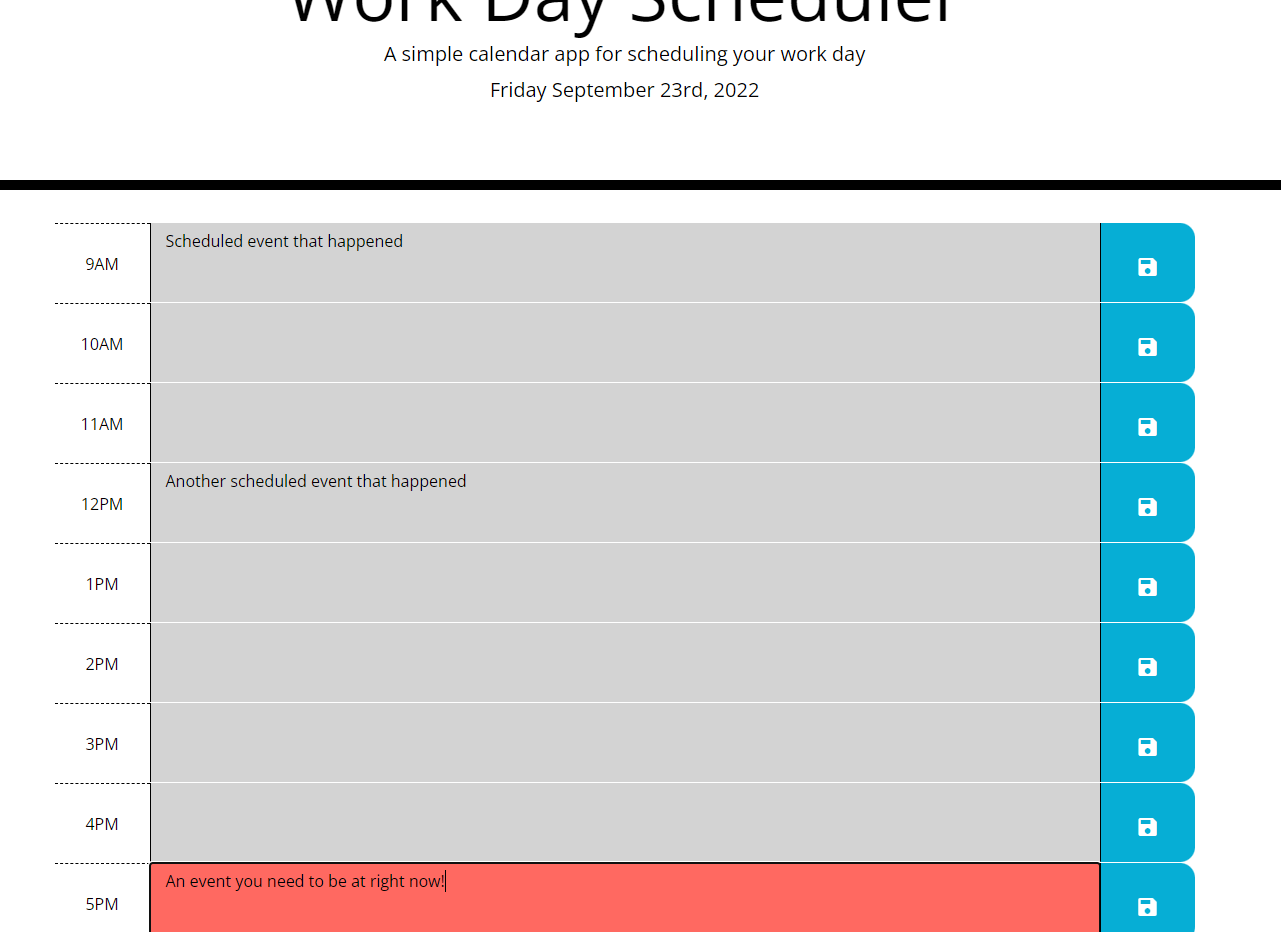 Work Day Scheduler
A simple calendar app for scheduling your work day
Friday September 23rd, 2022
9AM
Scheduled event that happened
10AM
11AM
12PM
Another scheduled event that happened
1PM
2PM
3PM
4PM
5PM
An event you need to be at right now!